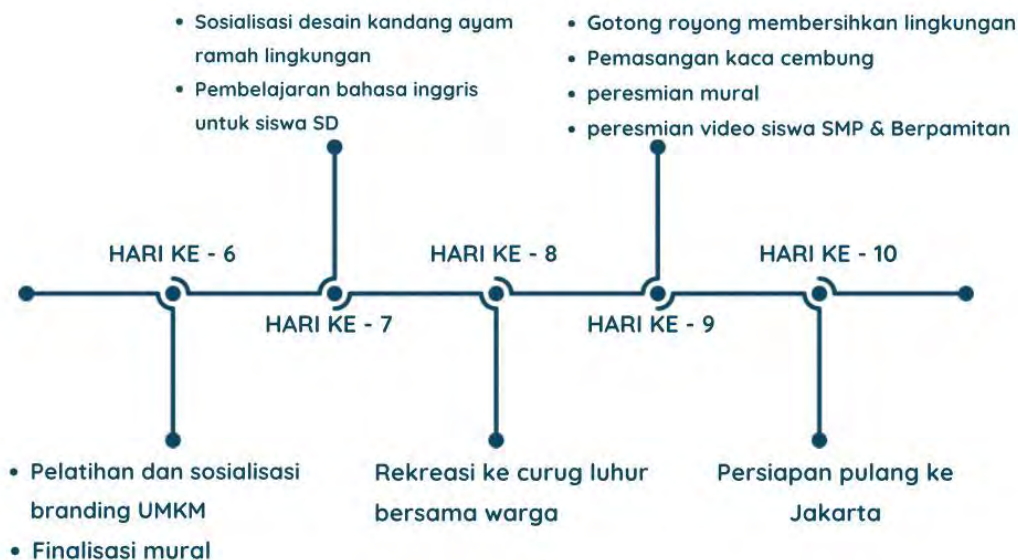 • Sosialisasi desain kandang ayam
ramah lingkungan
• Pembelajaran bahasa inggris
untuk siswa SD
• Gotong royong membersihkan lingkungan
• Pemasangan kaca cembung
• peresmian mural
• peresmian video siswa SMP & Berpamitan
HARI KE - 6
HARI KE - 7
HARI KE - 8
HARI KE - 9
HARI KE - 10
• Pelatihan dan sosialisasi
branding UMKM
• Finalisasi mural
Rekreasi ke curug luhur
bersama warga
Persiapan pulang ke
Jakarta